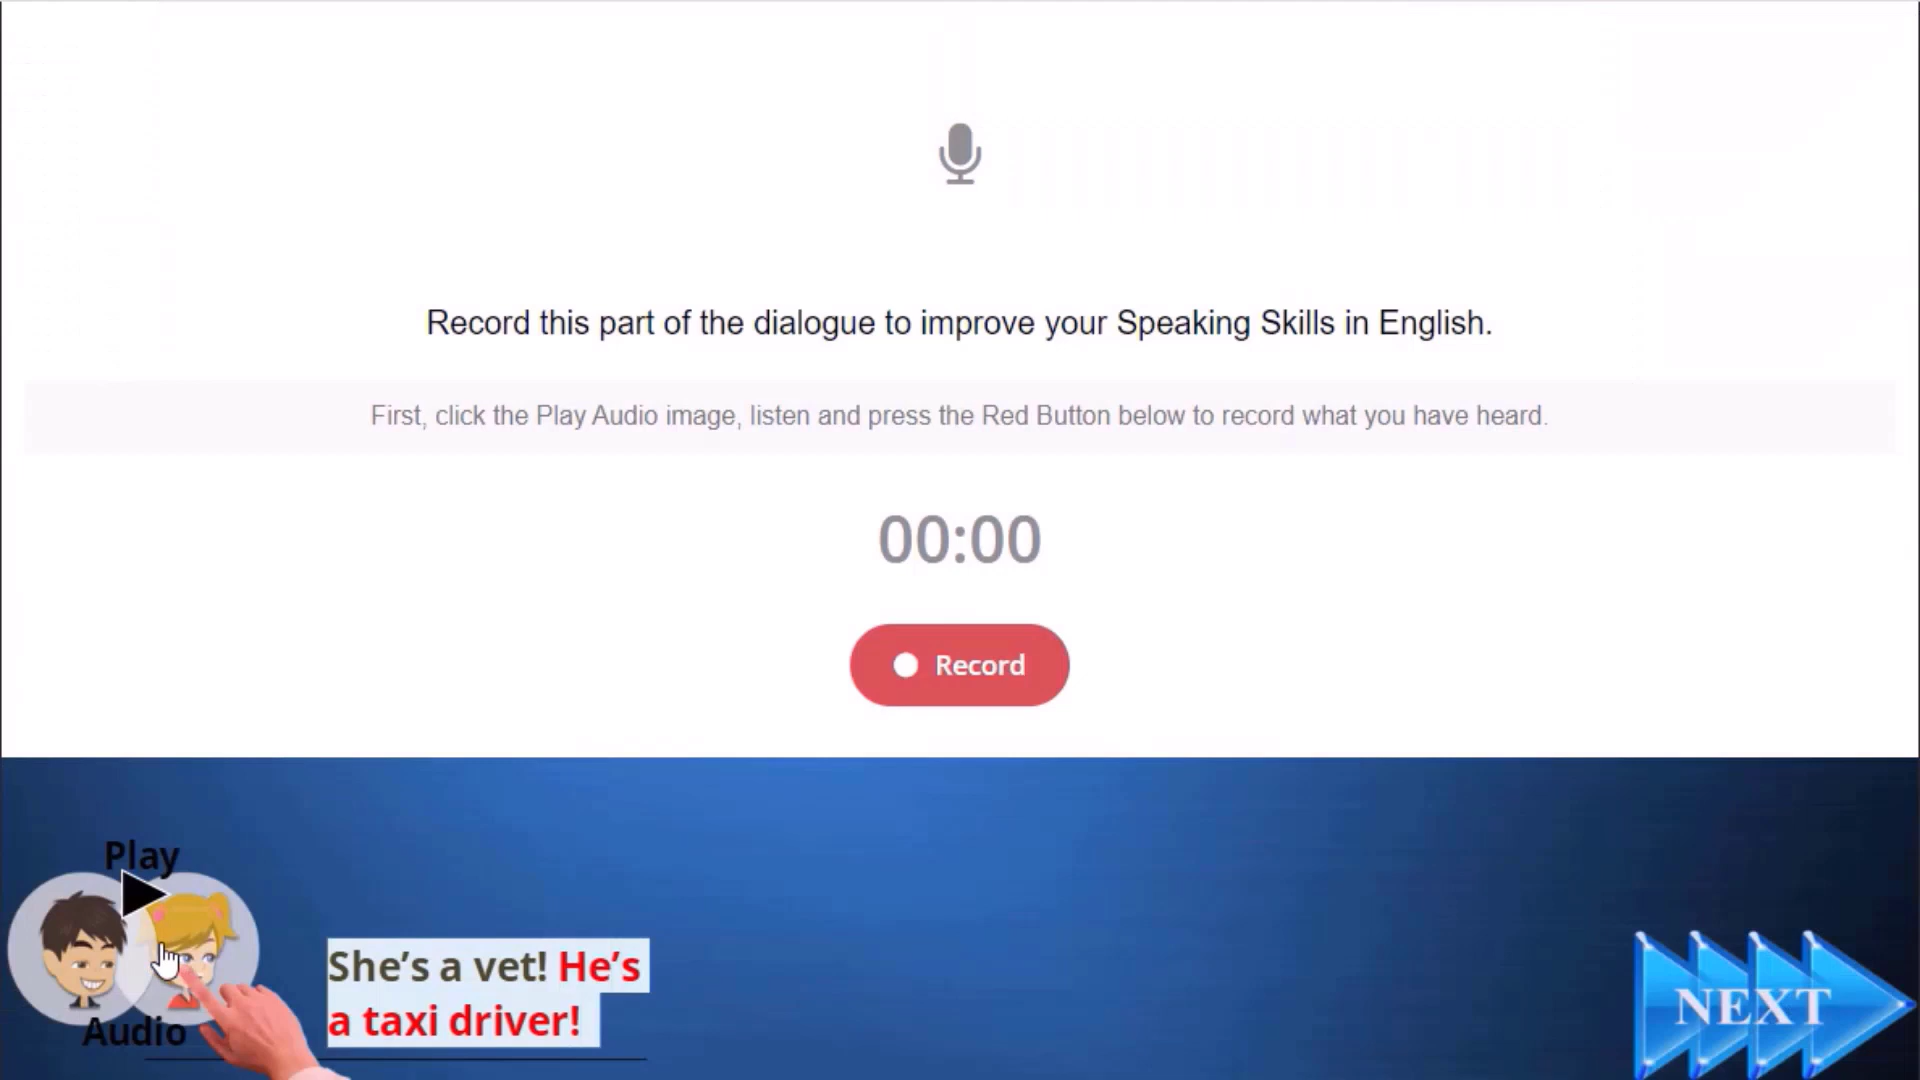 Record this part of the dialogue to improve your Speaking Skills in English.
First, click the Play Audio image, listen and press the Red Button below to record what you have heard.
00:00
Record
Play
Audio
She’s a vet! He’s
a taxi driver!
NEXT